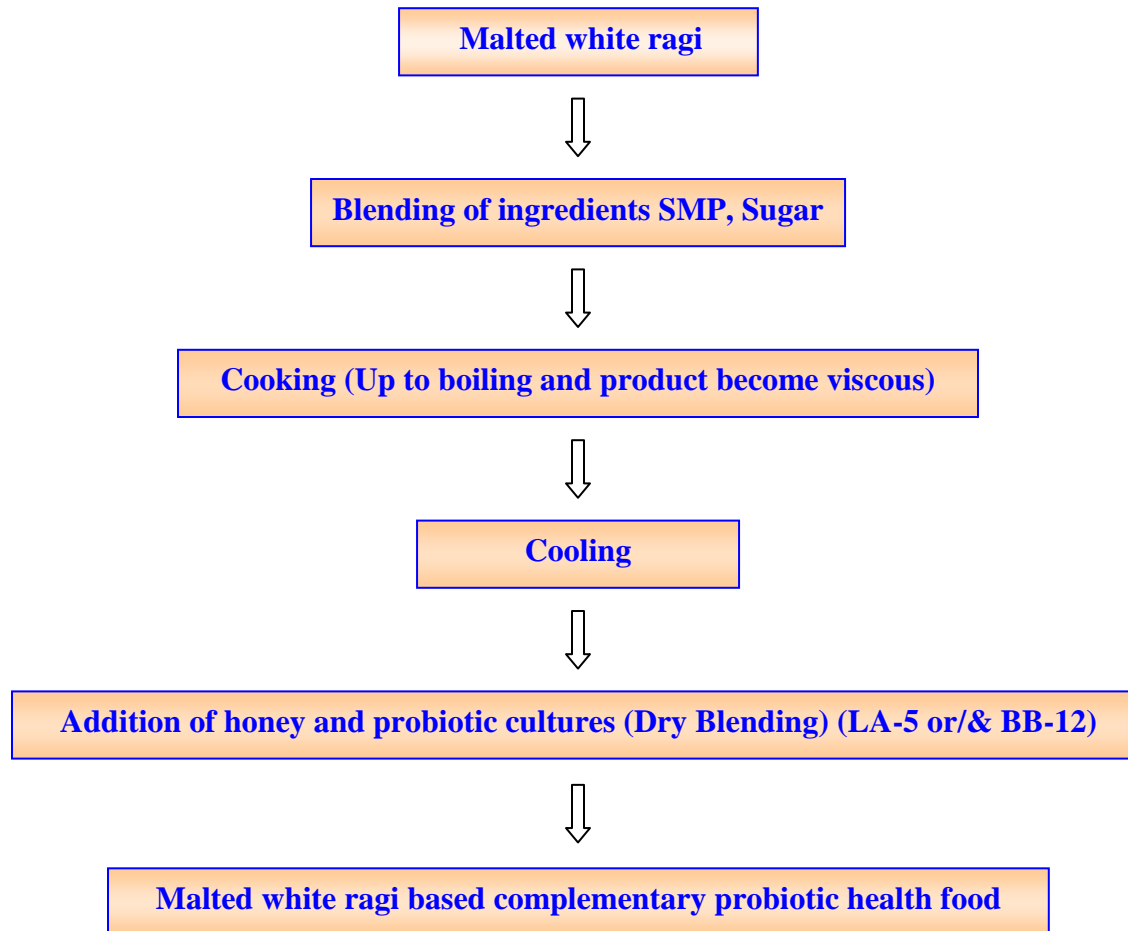 Malted white ragi
Blending of ingredients SMP, Sugar
Cooking (Up to boiling and product become viscous)
Cooling
Addition of honey and probiotic cultures (Dry Blending) (LA-5 or/& BB-12)
Malted white ragi based complementary probiotic health food